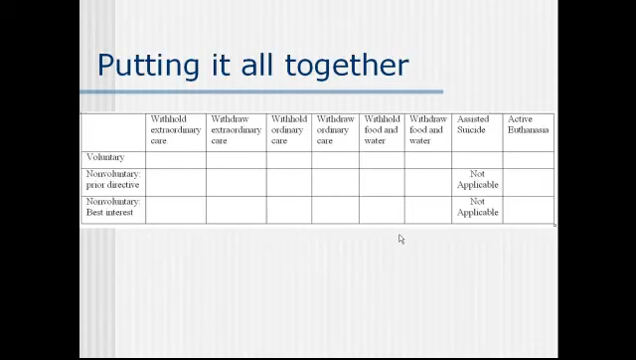 Putting it all together
Withhold extraordinary care
Withdraw extraordinary care
Withhold ordinary care
Withdraw ordinary care
Withhold food and water
Withdraw food and water
Assisted Suicide
Active Euthanasia
Voluntary
Nonvoluntary: prior directive
Not Applicable
Nonvoluntary: Best interest
Not Applicable